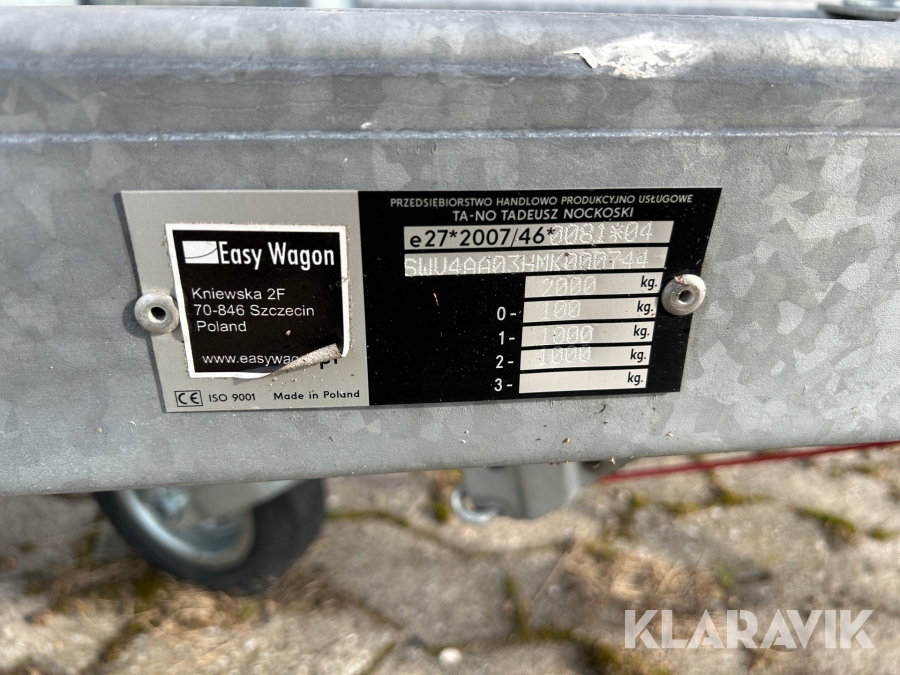 PRZEDSIEBIORSTWO HANDLOWO PRODUKCYJNO USŁUGOWE
TA-NO TADEUSZ NOCKOSKI
e27*2007/46*0081*04
SWU4AA03HMK000744
2000 kg.
0- 100 kg.
1- 1000 kg.
2- 1000 kg.
3- kg.
Easy Wagon
Kniewska 2F
70-846 Szczecin
Poland
CE ISO 9001 Made in Poland
KLARAVIK